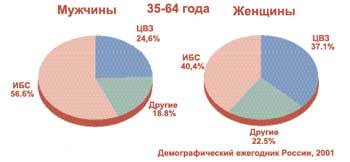 Мужчины 35-64 года Женщины
ЦВЗ
24,6%
ИБС
56.6%
Другие
18.8%
ЦВЗ
37.1%
ИБС
40,4%
Другие
22.5%
Демографический ежегодник России, 2001